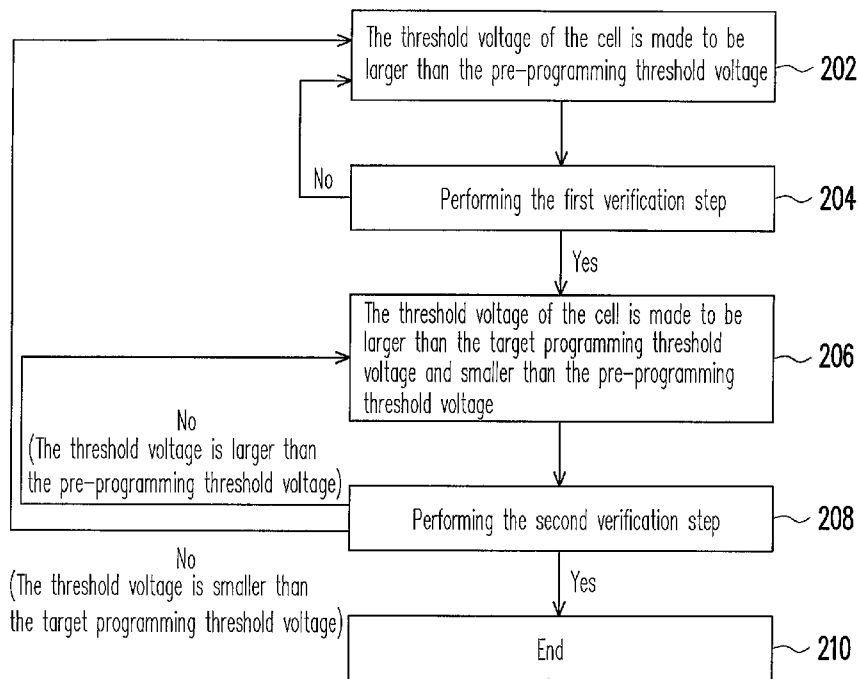 The threshold voltage of the cell is made to be
larger than the pre-programming threshold voltage
202
No
Performing the first verification step
204
Yes
The threshold voltage of the cell is made to be
larger than the target programming threshold
voltage and smaller than the pre-programming
threshold voltage
206
No
(The threshold voltage is larger than
the pre-programming threshold voltage)
Performing the second verification step
208
No
(The threshold voltage is smaller than
the target programming threshold voltage)
Yes
End
210